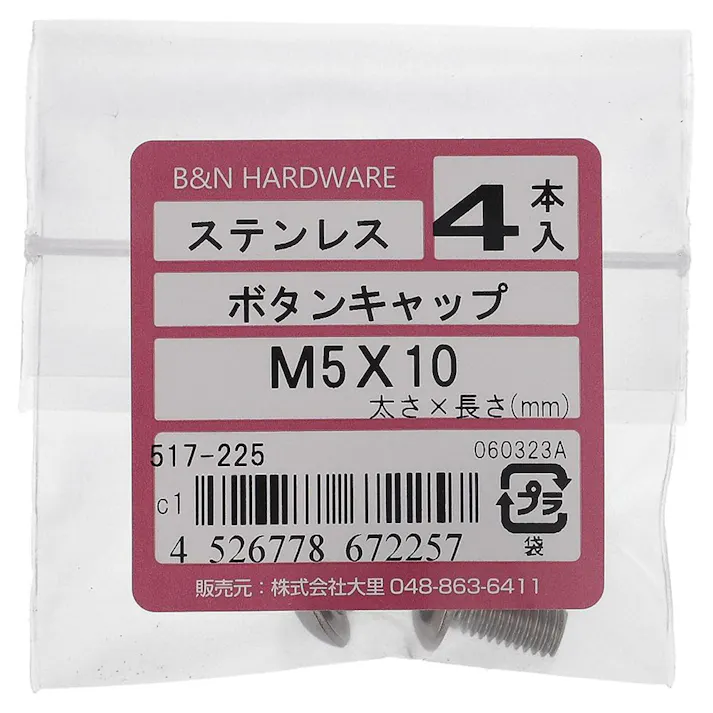 B&N HARDWARE
ステンレス
4本入
ボタンキャップ
M5X10
太さ×長さ(mm)
517-225
060323A
c1
プラ
4 526778 672257
袋
販売元：株式会社大里 048-863-6411